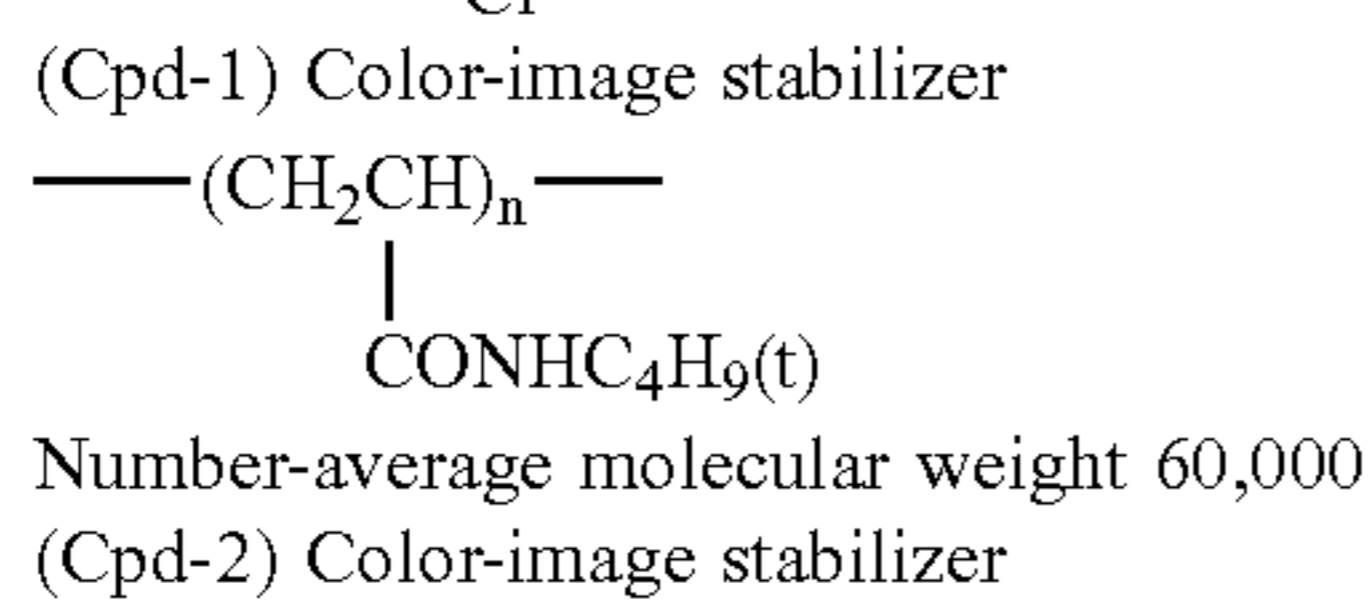 (Cpd-1) Color-image stabilizer
(CH₂CH)ₙ
CONHC₄H₉(t)
Number-average molecular weight 60,000
(Cpd-2) Color-image stabilizer